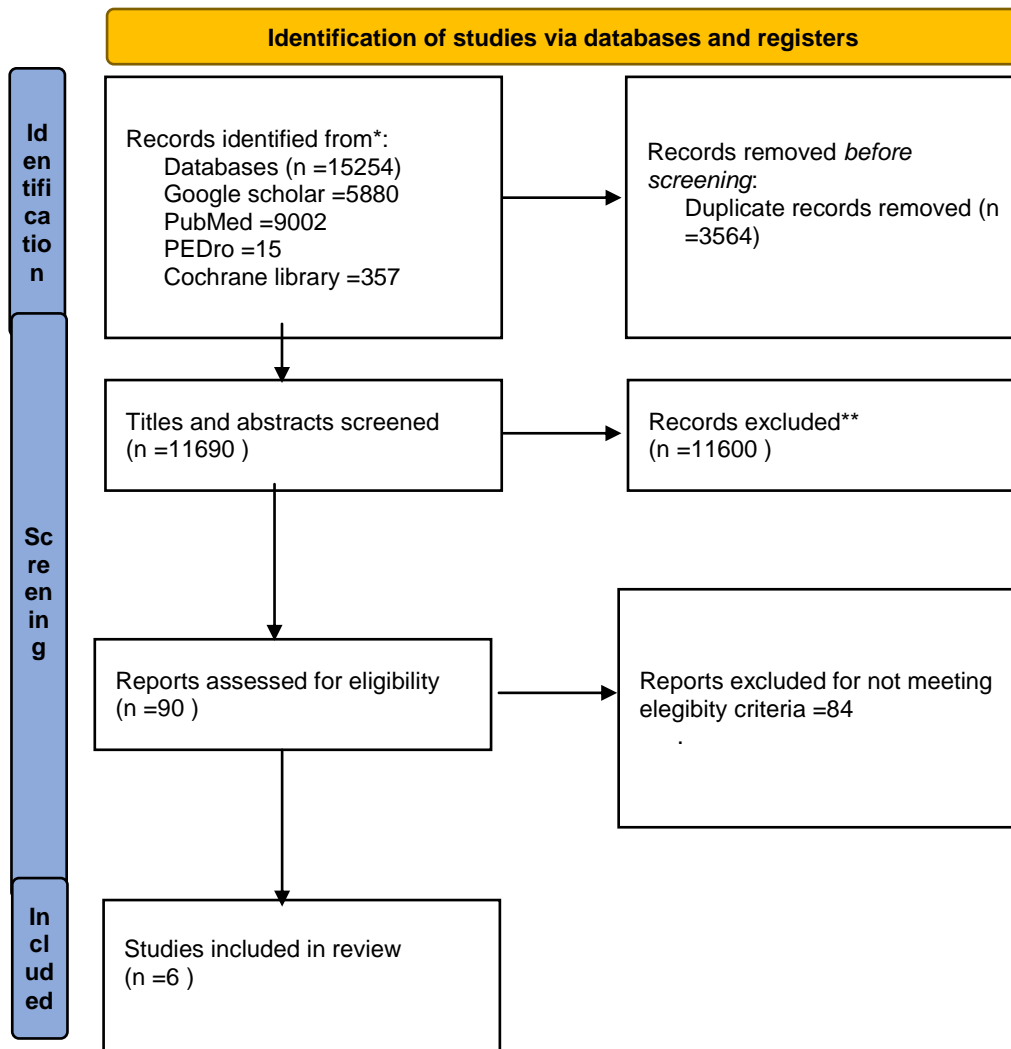 Identification of studies via databases and registers
Id
en
tifi
ca
tio
n
Records identified from*:
Databases (n =15254)
Google scholar =5880
PubMed =9002
PEDro =15
Cochrane library =357
Records removed before
screening:
Duplicate records removed (n
=3564)
Sc
re
en
in
g
Titles and abstracts screened
(n =11690 )
Records excluded**
(n =11600 )
Reports assessed for eligibility
(n =90 )
Reports excluded for not meeting
elegibity criteria =84
.
In
cl
ud
ed
Studies included in review
(n =6 )